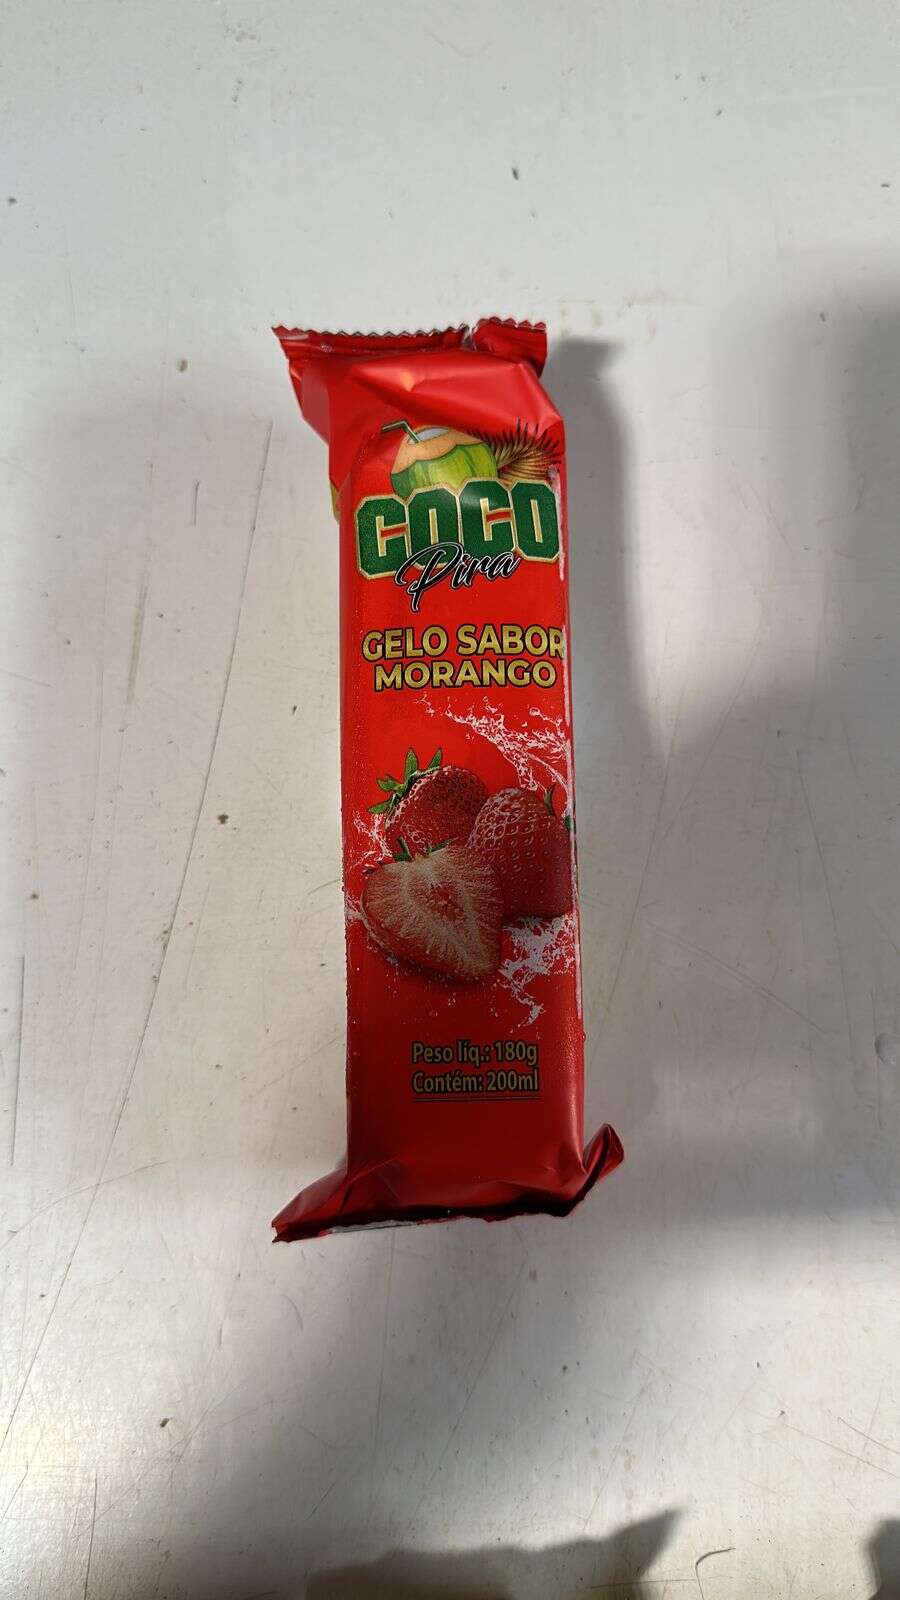 COCO
Pira
GELO SABOR
MORANGO
Peso líq.: 180g
Contém: 200ml